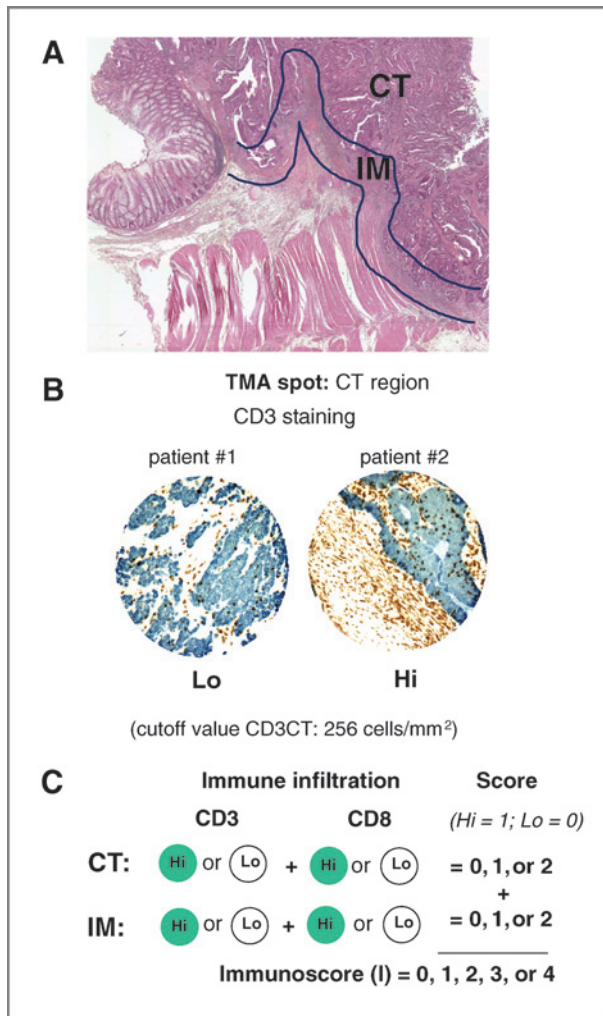 A
CT
IM
B
TMA spot: CT region
CD3 staining
patient #1 patient #2
Lo Hi
(cutoff value CD3CT: 256 cells/mm²)
C
Immune infiltration Score
CD3 CD8 (Hi = 1; Lo = 0)
CT: Hi or Lo + Hi or Lo = 0, 1, or 2
+
IM: Hi or Lo + Hi or Lo = 0, 1, or 2
Immunoscore (I) = 0, 1, 2, 3, or 4